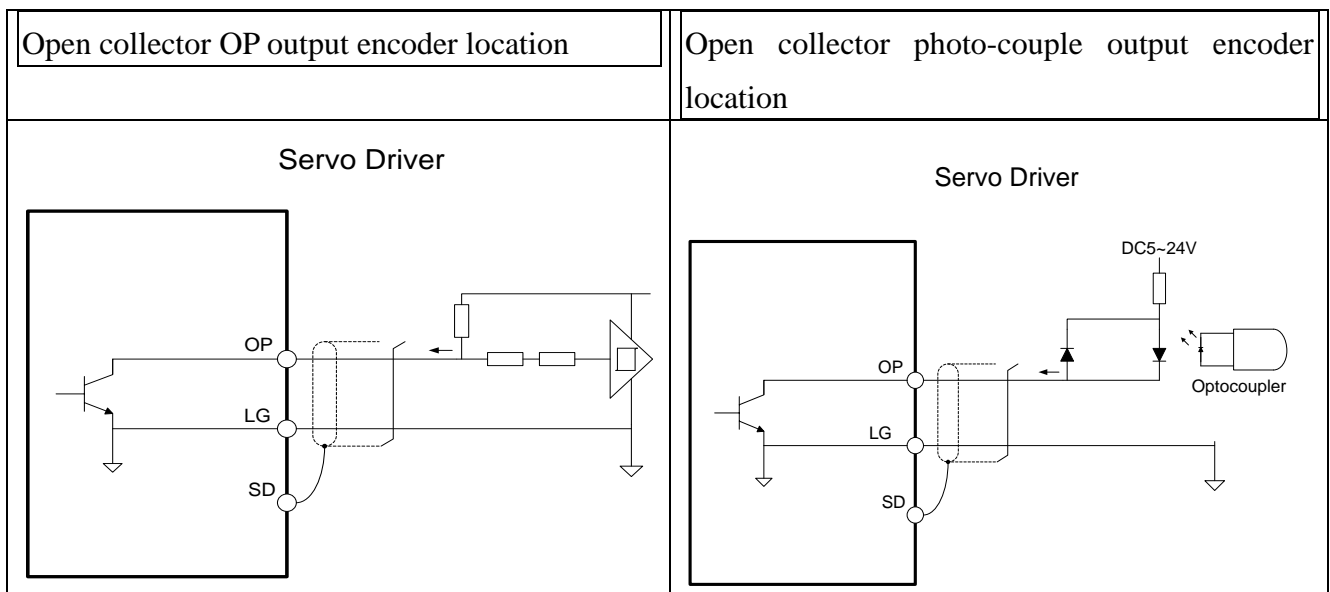 Open collector OP output encoder location
Open collector photo-couple output encoder
location
Servo Driver
OP
LG
SD
Servo Driver
DC5~24V
OP
Optocoupler
LG
SD